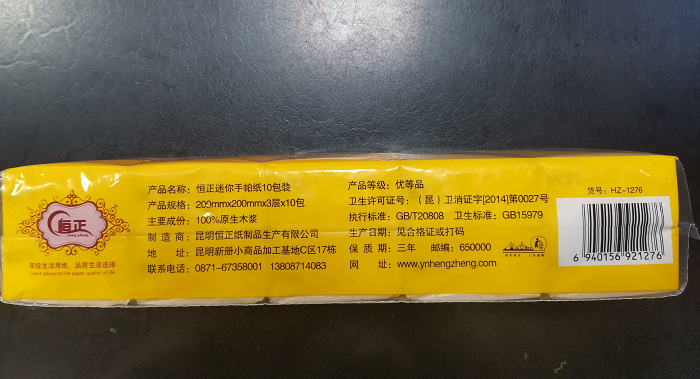 恒正
高级生活用纸，品质生活选择
Select advanced life paper, quality of life
产品名称：恒正迷你手帕纸10包装
产品规格：209mmx200mmx3层x10包
主要成份：100%原生木浆
制造商：昆明恒正纸制品生产有限公司
地址：昆明新册小商品加工基地C区17栋
联系电话：0871-67358001 13808714083
产品等级：优等品
卫生许可证号：（昆）卫消证字[2014]第0027号
执行标准：GB/T20808 卫生标准：GB15979
生产日期：见合格证或打码
保质期：三年 邮编：650000
网址：www.ynhengzheng.com
货号：HZ-1276
6 940156 921276